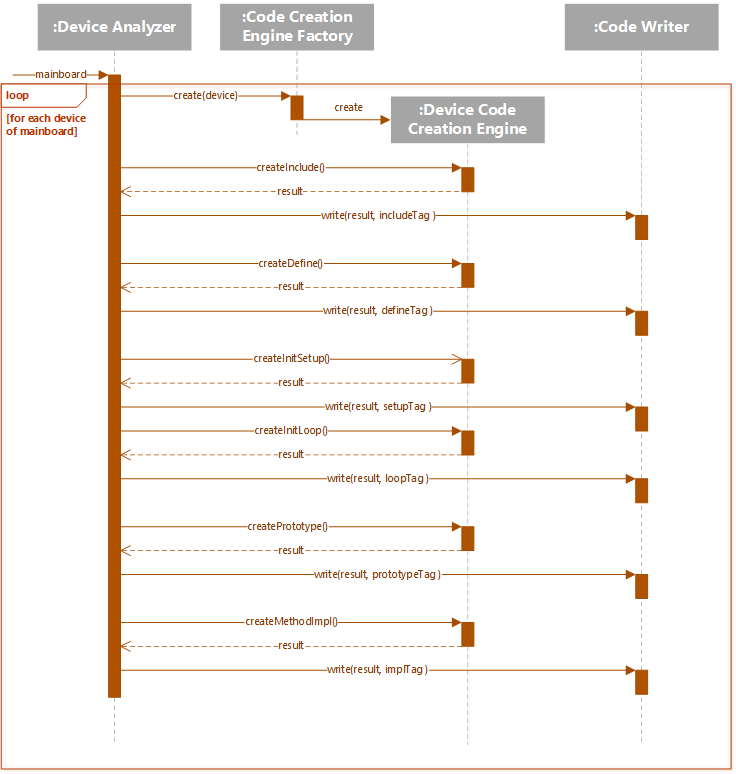 :Device Analyzer
:Code Creation
Engine Factory
:Code Writer
mainboard
loop
[for each device
of mainboard]
create(device)
create
:Device Code
Creation Engine
createInclude()
result
write(result, includeTag )
createDefine()
result
write(result, defineTag )
createInitSetup()
result
write(result, setupTag )
createInitLoop()
result
write(result, loopTag )
createPrototype()
result
write(result, prototypeTag )
createMethodImpl()
result
write(result, implTag )